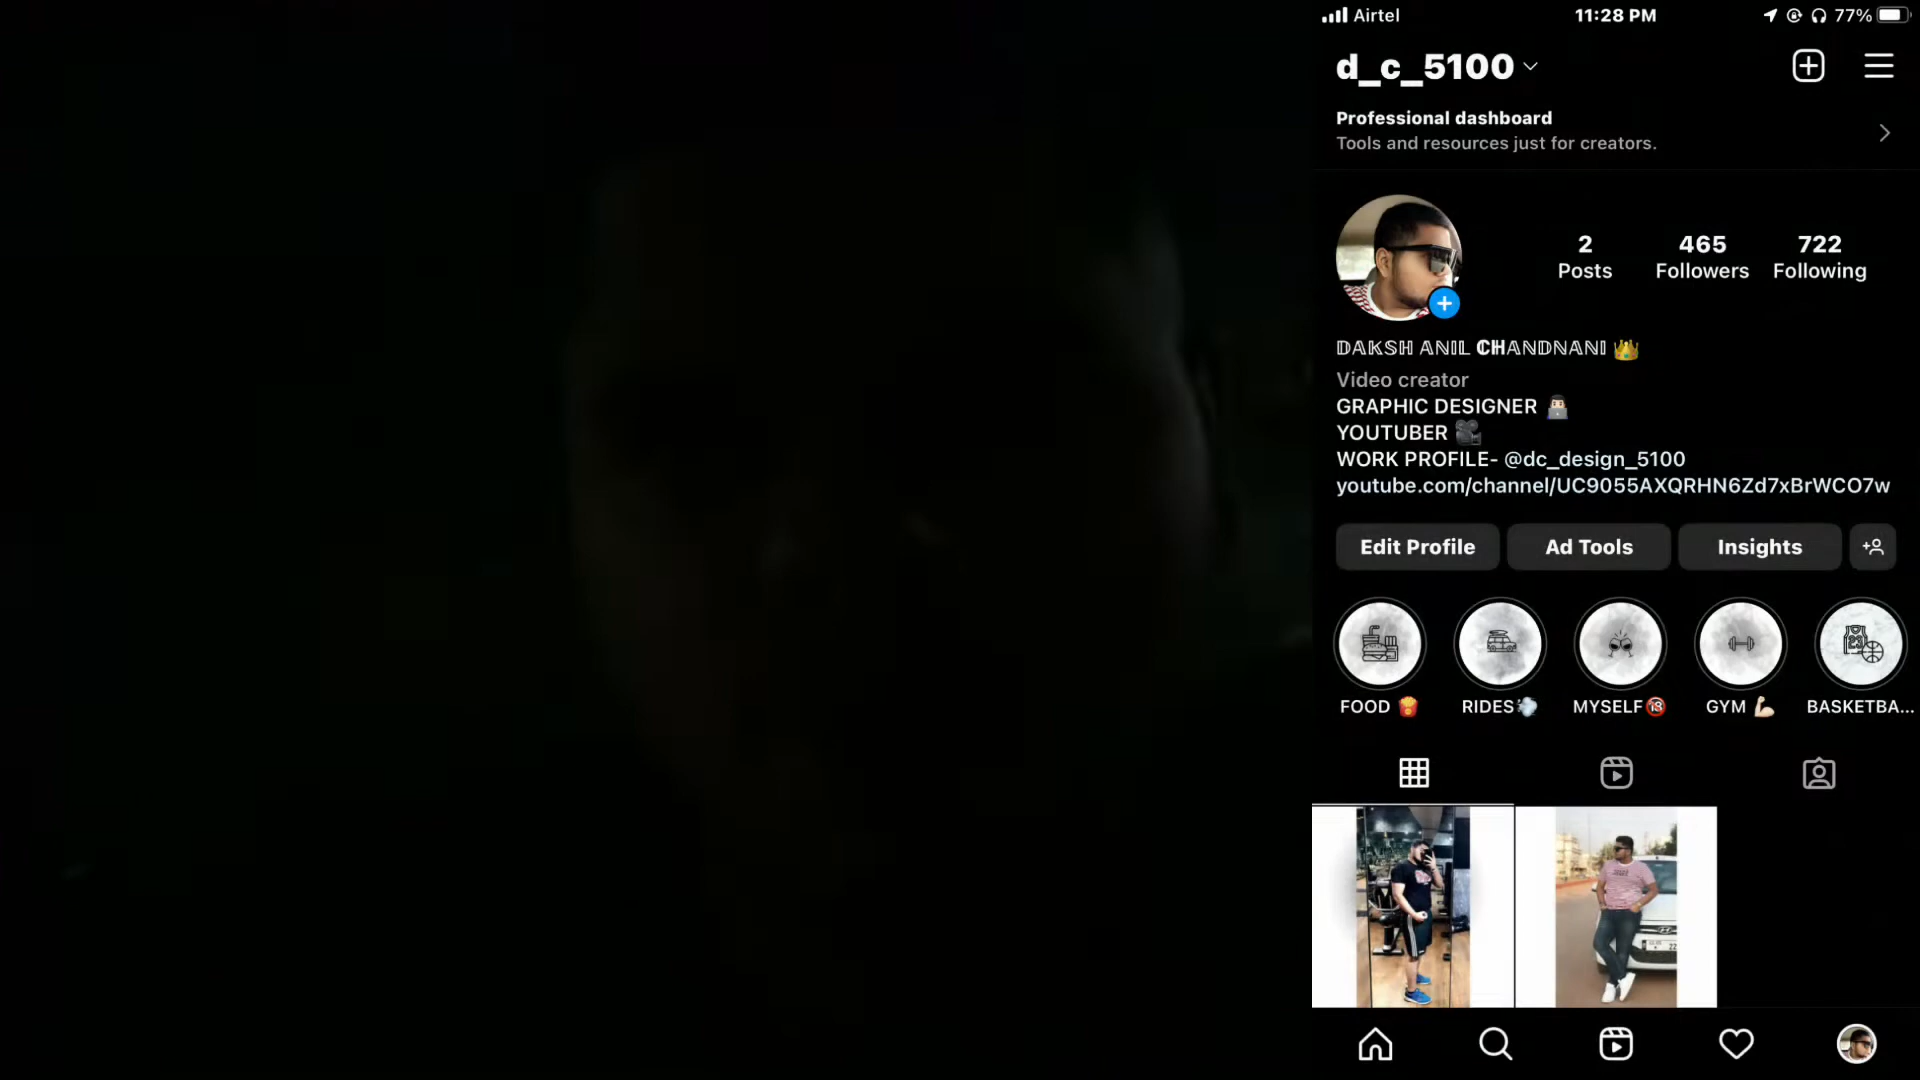 Airtel
11:28 PM
77%
d_c_5100
Professional dashboard
Tools and resources just for creators.
2
Posts
465
Followers
722
Following
𝔻𝔸𝕂𝕊ℍ 𝔸ℕ𝕀𝕃 ℂℍ𝔸ℕ𝔻ℕ𝔸ℕ𝕀 👑
Video creator
GRAPHIC DESIGNER 👨🏻‍💻
YOUTUBER 🎥
WORK PROFILE- @dc_design_5100
youtube.com/channel/UC9055AXQRHN6Zd7xBrWCO7w
Edit Profile
Ad Tools
Insights
23
FOOD 🍟
RIDES💨
MYSELF🔞
GYM 💪🏻
BASKETBA...